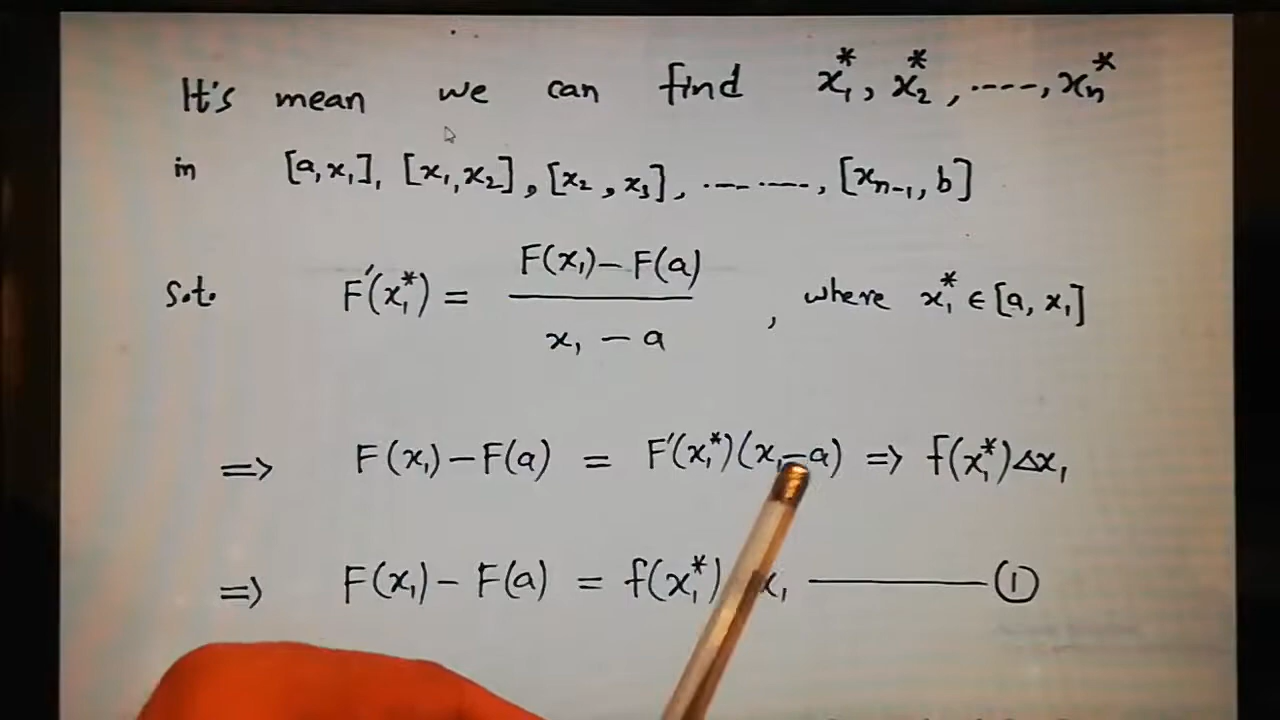 It's mean we can find x₁*, x₂*, ----, xₙ*
in [a,x₁], [x₁,x₂], [x₂,x₃], -------, [xₙ₋₁, b]
s.t. F'(x₁*) = (F(x₁) – F(a)) / (x₁ – a), where x₁* ∈ [a, x₁]
⇒ F(x₁) – F(a) = F'(x₁*)(x₁–a) ⇒ f(x₁*)Δx₁
⇒ F(x₁) – F(a) = f(x₁*) x₁ ——— ①